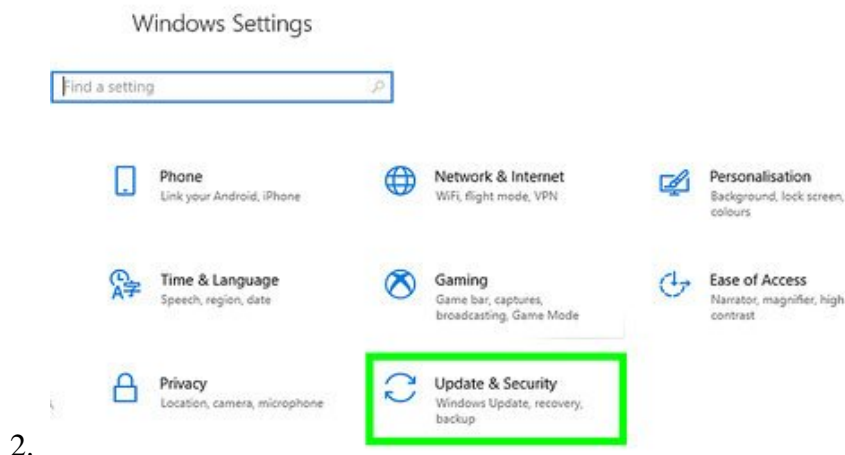 Windows Settings
Find a setting
Phone
Link your Android, iPhone
Network & Internet
WiFi, flight mode, VPN
Personalisation
Background, lock screen,
colours
Time & Language
Speech, region, date
Gaming
Game bar, captures,
broadcasting, Game Mode
Ease of Access
Narrator, magnifier, high
contrast
Privacy
Location, camera, microphone
Update & Security
Windows Update, recovery,
backup
2.